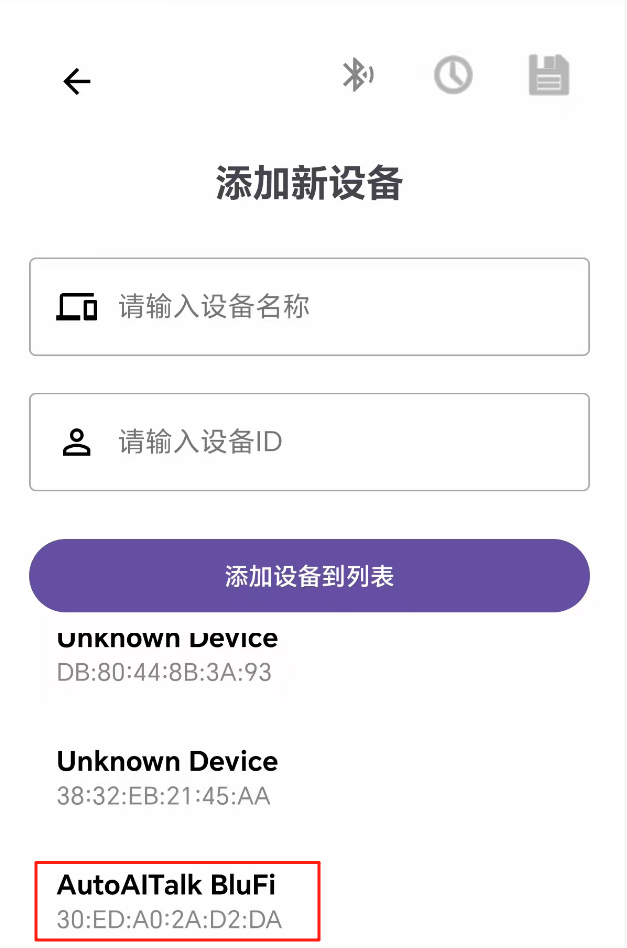 添加新设备
请输入设备名称
请输入设备ID
添加设备到列表
Unknown Device
DB:80:44:8B:3A:93
Unknown Device
38:32:EB:21:45:AA
AutoAITalk BluFi
30:ED:A0:2A:D2:DA